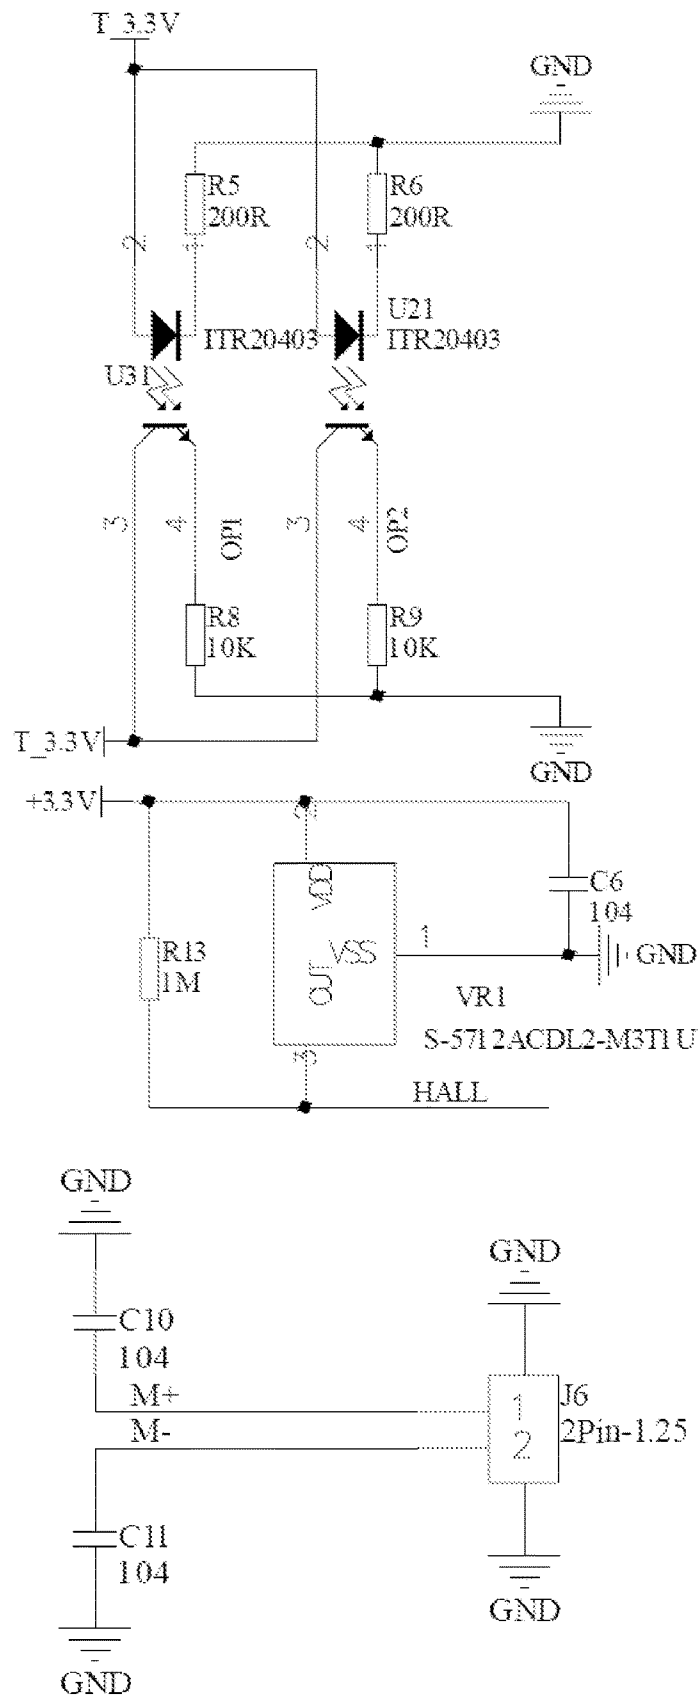 T_3.3V
GND
R5
200R
R6
200R
2
1
2
1
U21
ITR20403
ITR20403
U31
3
4
OP1
3
4
OP2
R8
10K
R9
10K
T_3.3V
GND
+3.3V
2
VDD
C6
104
1
R13
1M
OUT
VSS
GND
VR1
S-5712ACDL2-M3T1U
3
HALL
GND
GND
C10
104
M+
1
J6
M-
2
2Pin-1.25
C11
104
GND
GND